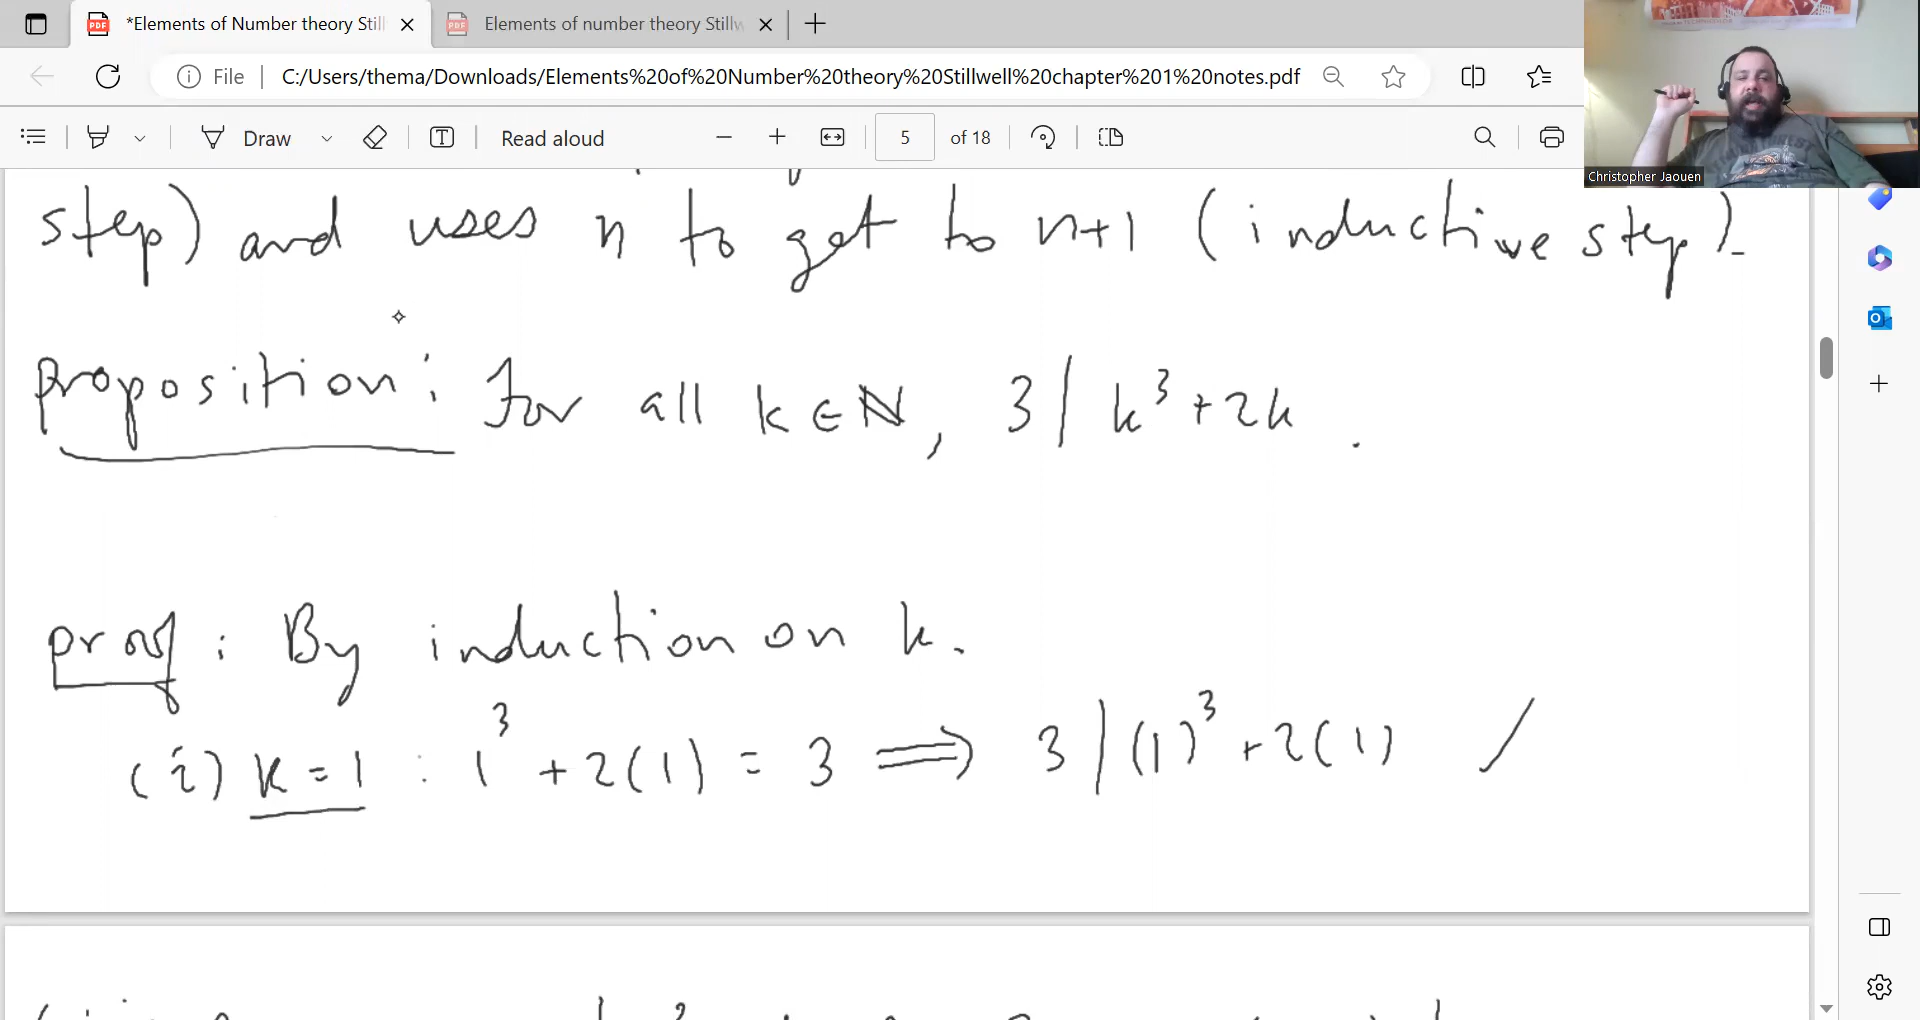 *Elements of Number theory Still
Elements of number theory Stillw
File
C:/Users/thema/Downloads/Elements%20of%20Number%20theory%20Stillwell%20chapter%201%20notes.pdf
Draw
Read aloud
5
of 18
Christopher Jaouen
step) and uses n to get to n+1 (inductive step).
Proposition: For all k∈ℕ, 3 | k³+2k.
proof: By induction on k.
(i) k=1 : 1³+2(1) = 3 ⟹ 3 | (1)³+2(1)